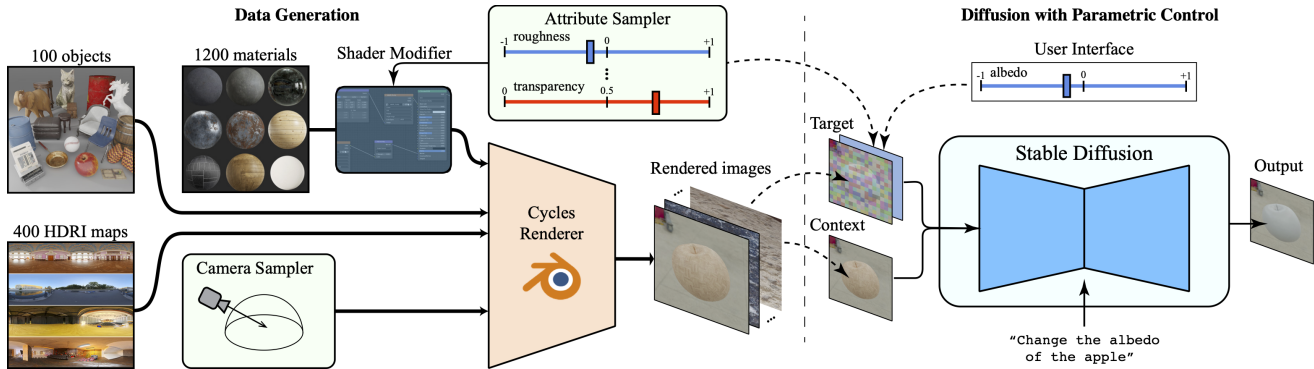 Data Generation
100 objects
1200 materials
Shader Modifier
Attribute Sampler
-1 0 +1
roughness
transparency
0 0.5 +1
400 HDRI maps
Camera Sampler
Cycles
Renderer
Rendered images
Diffusion with Parametric Control
User Interface
-1 albedo 0 +1
Target
Context
Stable Diffusion
Output
“Change the albedo
of the apple”